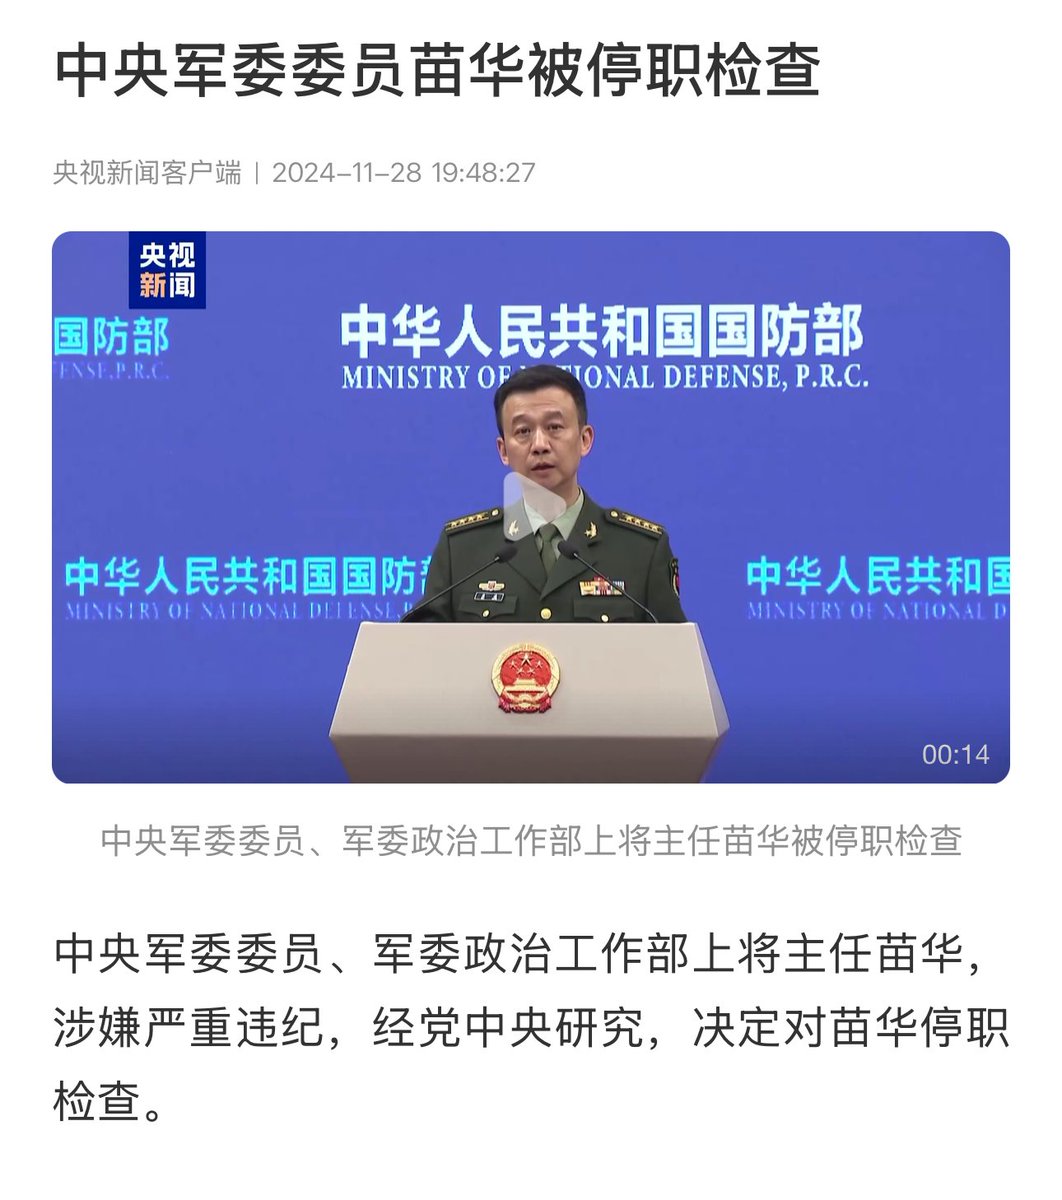 中央军委委员苗华被停职检查
央视新闻客户端 | 2024-11-28 19:48:27
央视
新闻
国防部
ENSE,P.R.C.
中华人民共和国国防部
MINISTRY OF NATIONAL DEFENSE, P.R.C.
中华人民共和国国防部
MINISTRY OF NATIONAL DEFENSE,P
中华人民共和国
MINISTRY OF NATIONAL D
00:14
中央军委委员、军委政治工作部上将主任苗华被停职检查
中央军委委员、军委政治工作部上将主任苗华，
涉嫌严重违纪，经党中央研究，决定对苗华停职
检查。